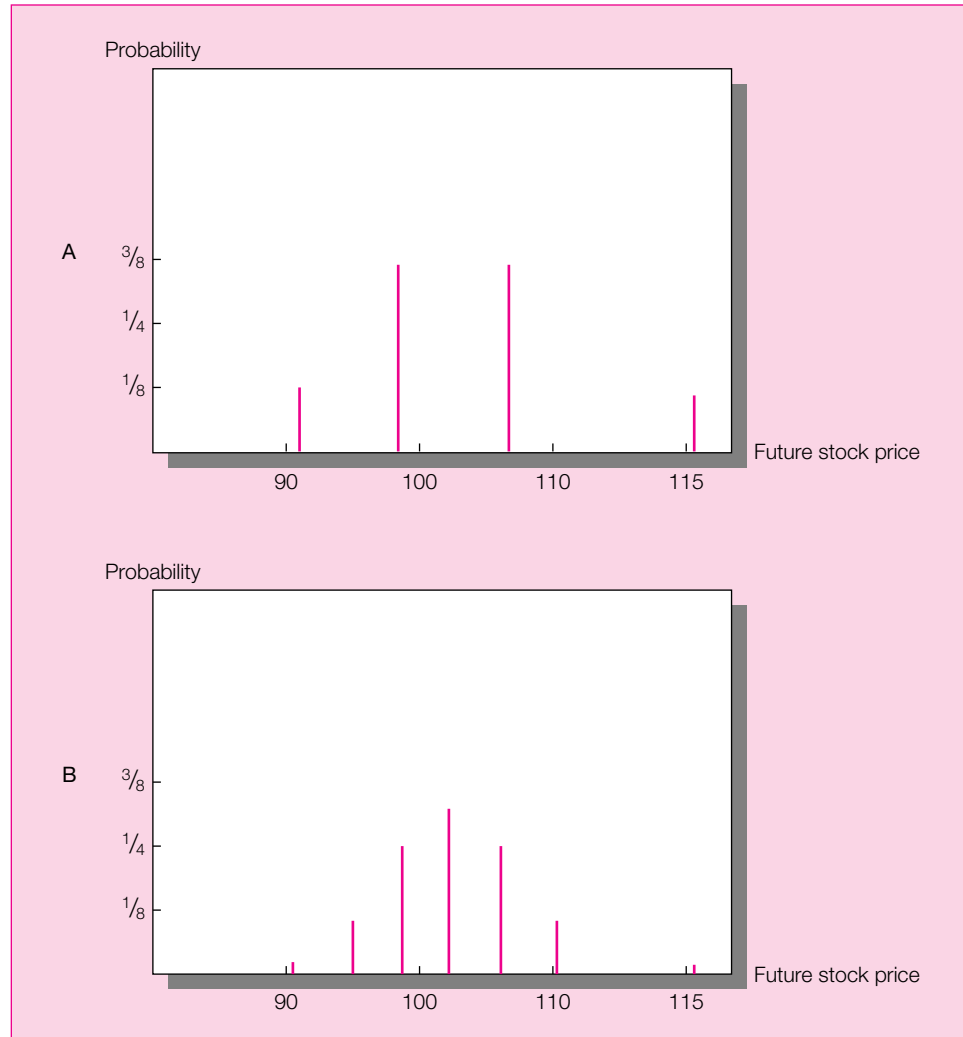 Probability
A
3/8
1/4
1/8
Future stock price
90 100 110 115
Probability
B
3/8
1/4
1/8
Future stock price
90 100 110 115